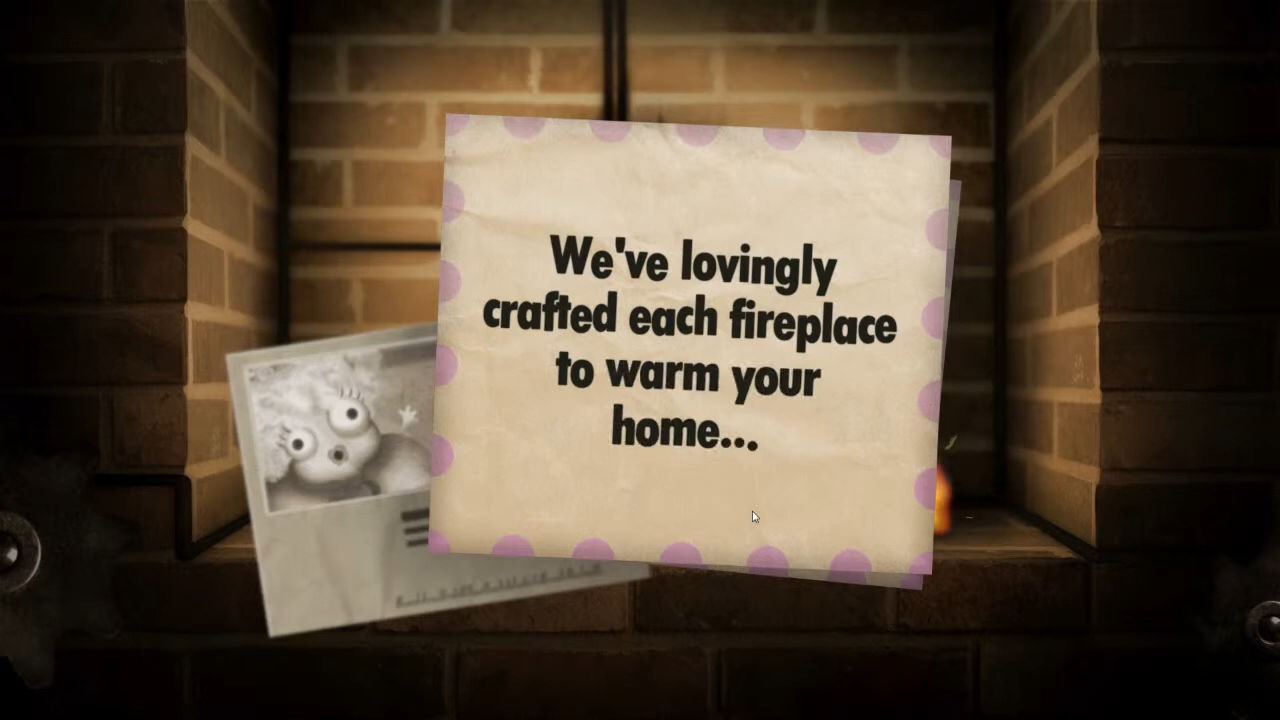 We've lovingly
crafted each fireplace
to warm your
home...